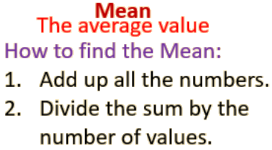 Mean
The average value
How to find the Mean:
1. Add up all the numbers.
2. Divide the sum by the
number of values.